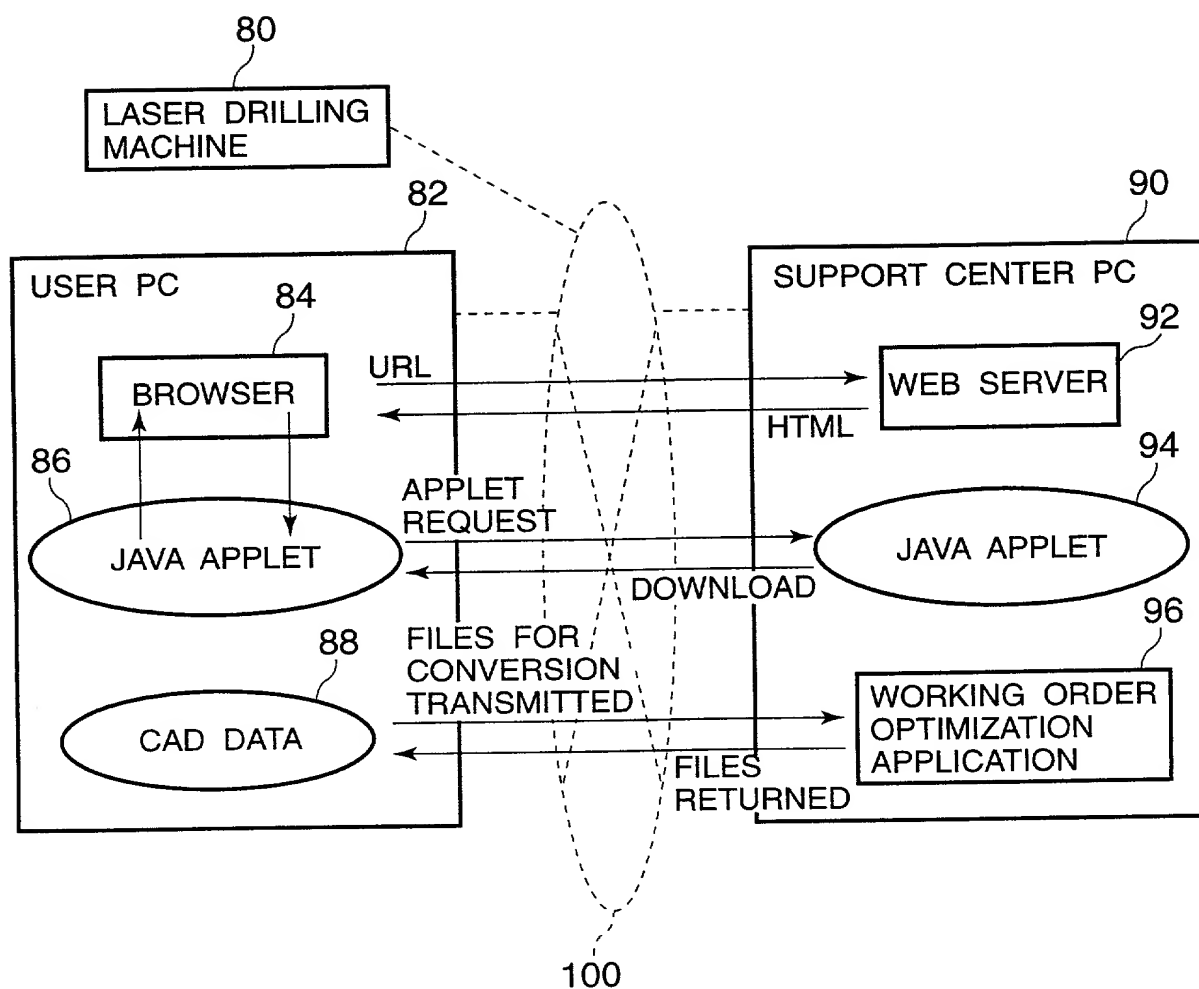 80
LASER DRILLING
MACHINE
82
90
USER PC
SUPPORT CENTER PC
84
92
BROWSER
URL
WEB SERVER
HTML
86
94
APPLET
REQUEST
JAVA APPLET
JAVA APPLET
DOWNLOAD
88
96
FILES FOR
CONVERSION
TRANSMITTED
CAD DATA
WORKING ORDER
OPTIMIZATION
APPLICATION
FILES
RETURNED
100